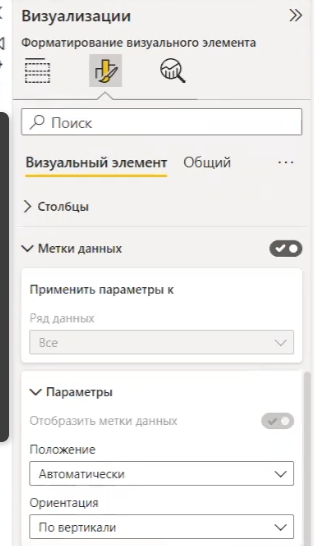 Визуализации
Форматирование визуального элемента
Поиск
Визуальный элемент Общий ...
Столбцы
Метки данных
Применить параметры к
Ряд данных
Все
Параметры
Отобразить метки данных
Положение
Автоматически
Ориентация
По вертикали